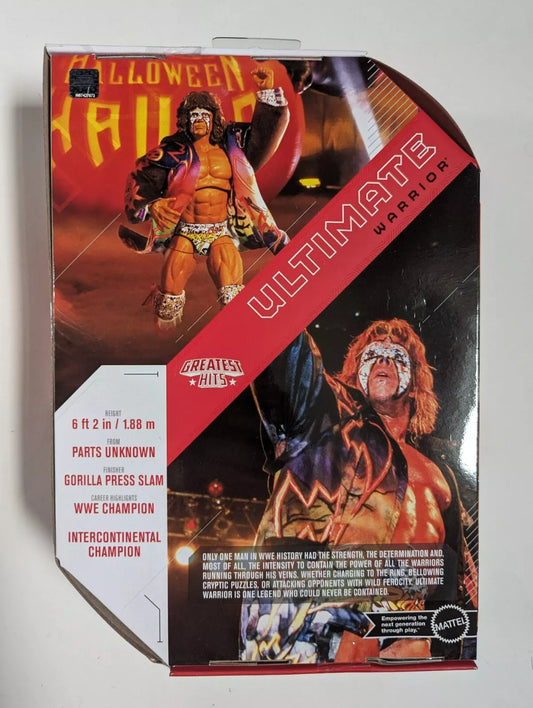 HALLOWEEN
HAV
ULTIMATE
WARRIOR
GREATEST
HITS
HEIGHT
6 ft 2 in / 1.88 m
FROM
PARTS UNKNOWN
FINISHER
GORILLA PRESS SLAM
CAREER HIGHLIGHTS
WWE CHAMPION
INTERCONTINENTAL
CHAMPION
ONLY ONE MAN IN WWE HISTORY HAD THE STRENGTH, THE DETERMINATION AND,
MOST OF ALL, THE INTENSITY TO CONTAIN THE POWER OF ALL THE WARRIORS
RUNNING THROUGH HIS VEINS. WHETHER CHARGING TO THE RING, BELLOWING
CRYPTIC PUZZLES, OR ATTACKING OPPONENTS WITH WILD FEROCITY, ULTIMATE
WARRIOR IS ONE LEGEND WHO COULD NEVER BE CONTAINED.
Empowering the
next generation
through play.™
MATTEL